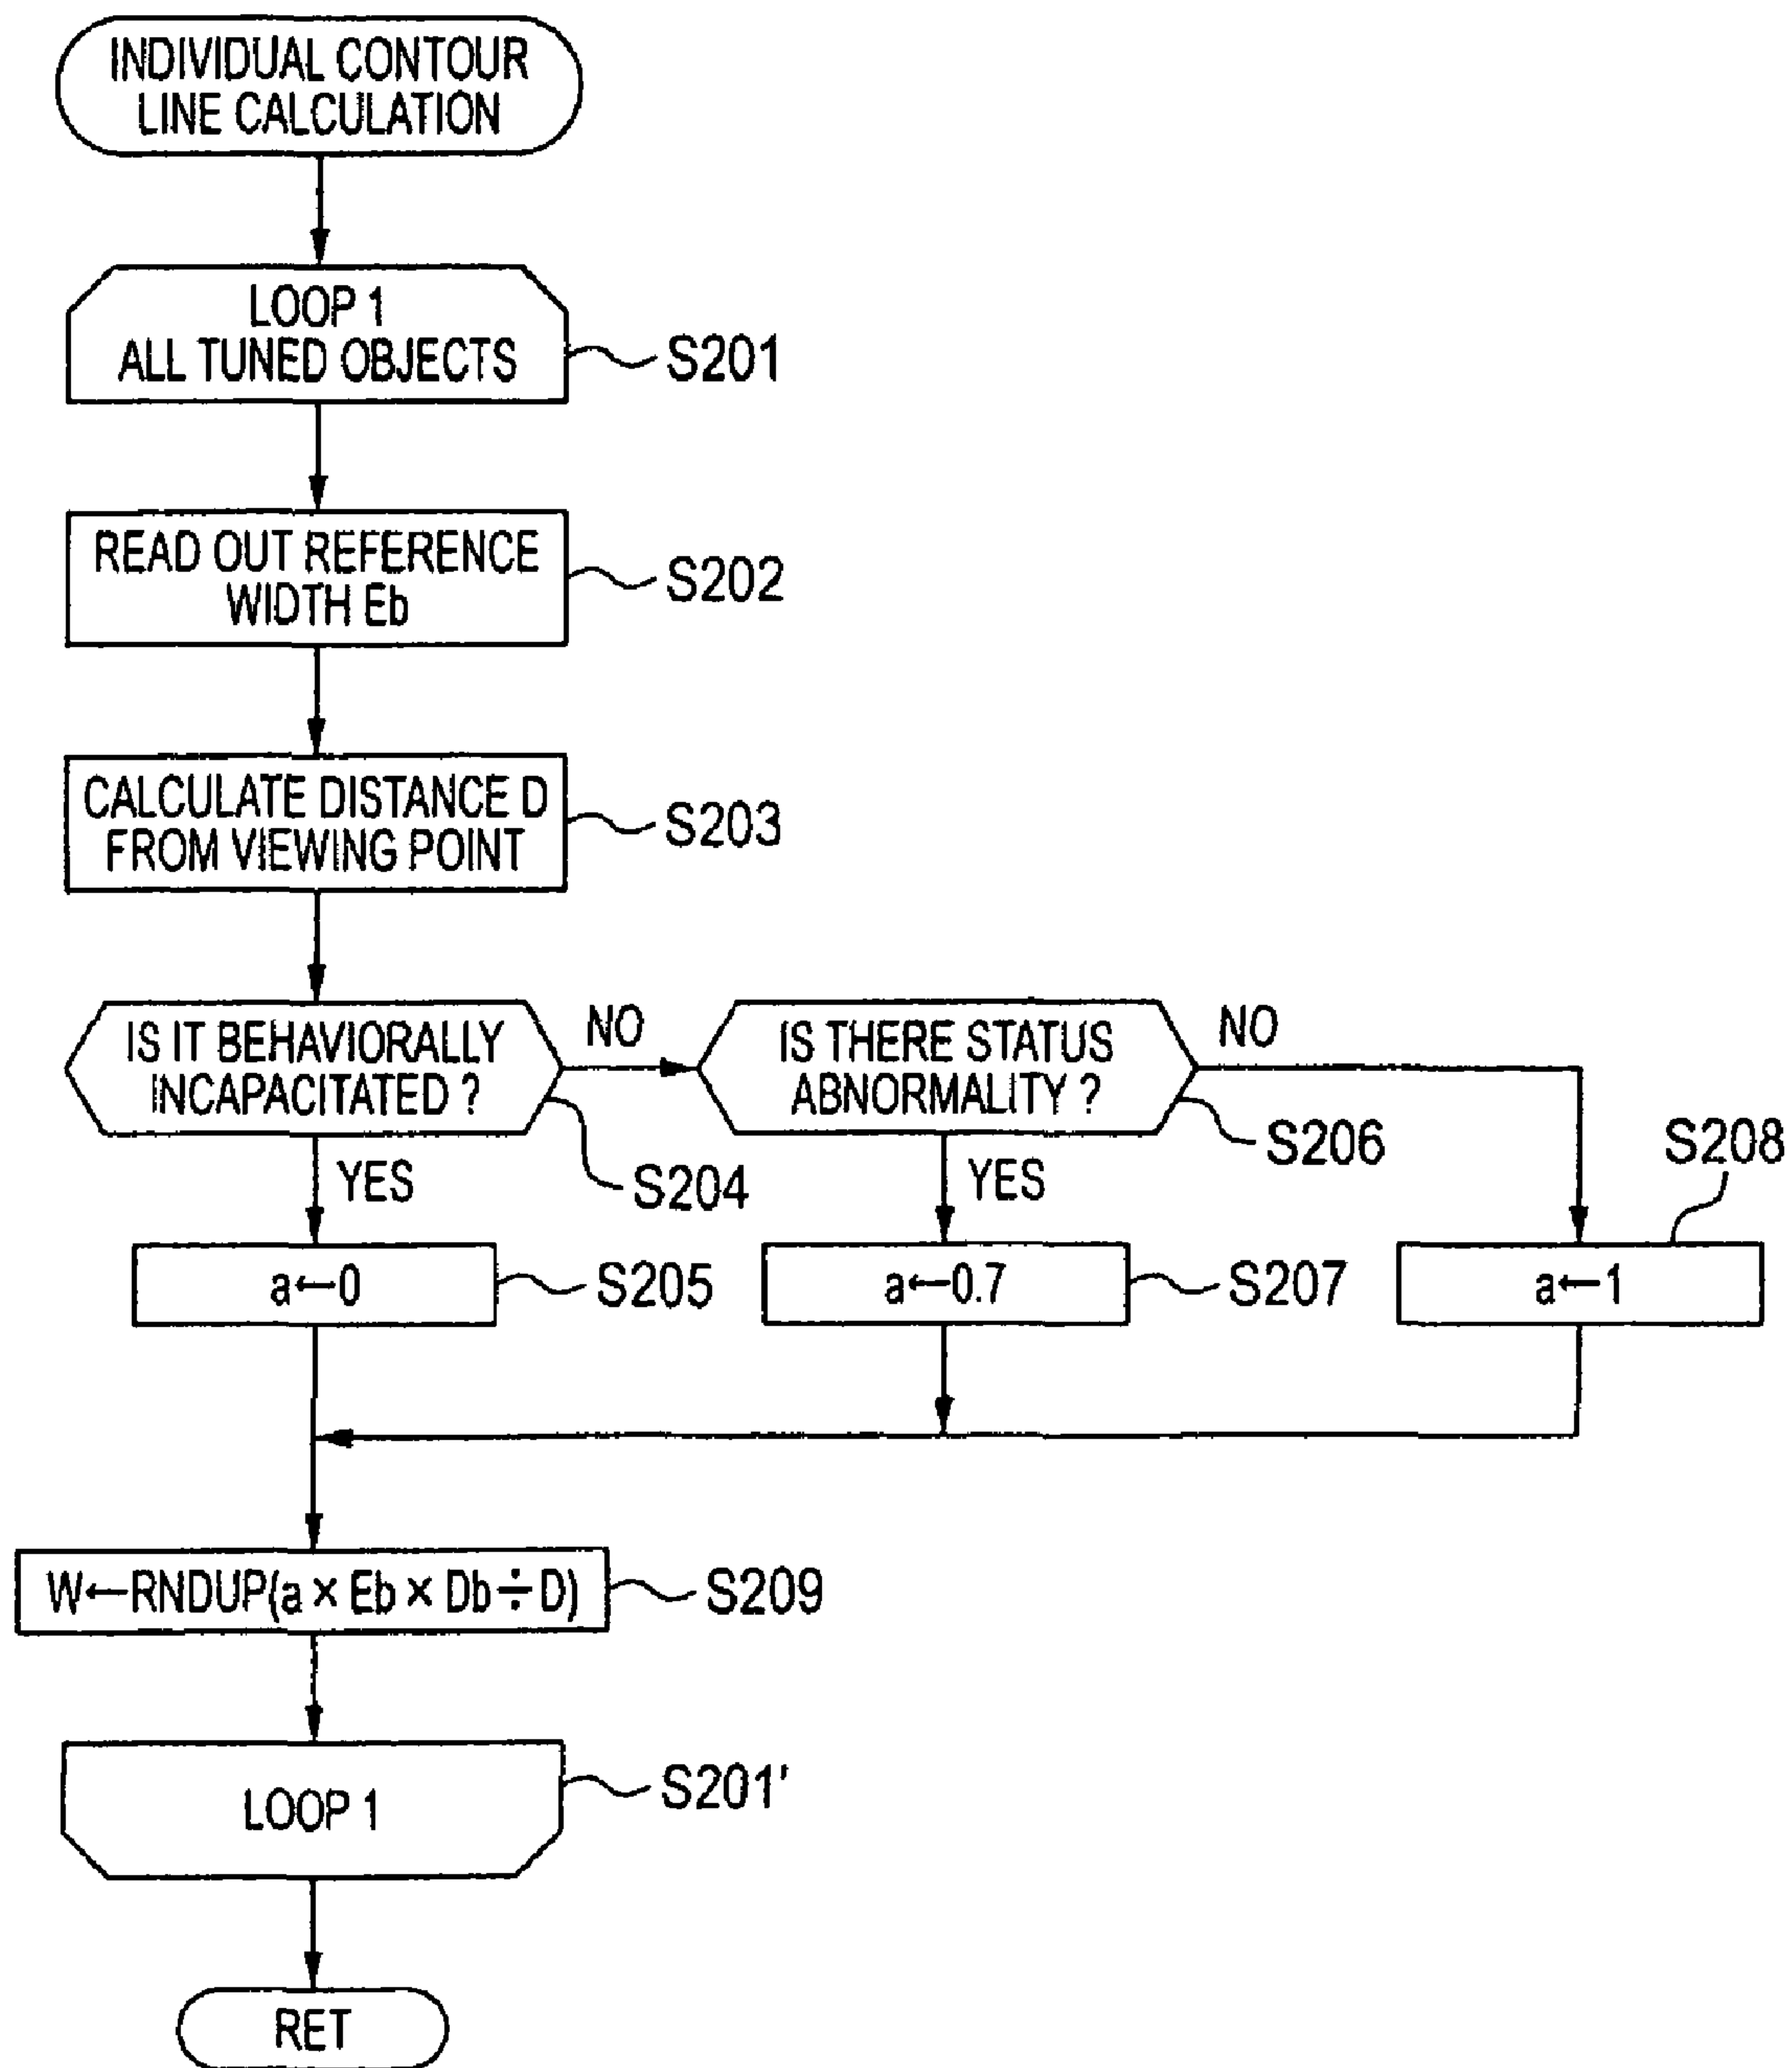 INDIVIDUAL CONTOUR
LINE CALCULATION
LOOP 1
ALL TUNED OBJECTS
S201
READ OUT REFERENCE
WIDTH Eb
S202
CALCULATE DISTANCE D
FROM VIEWING POINT
S203
IS IT BEHAVIORALLY
INCAPACITATED ?
NO
IS THERE STATUS
ABNORMALITY ?
NO
S204
YES
S206
YES
S208
a←0
S205
a←0.7
S207
a←1
W←RNDUP(a × Eb × Db ÷ D)
S209
LOOP 1
S201'
RET